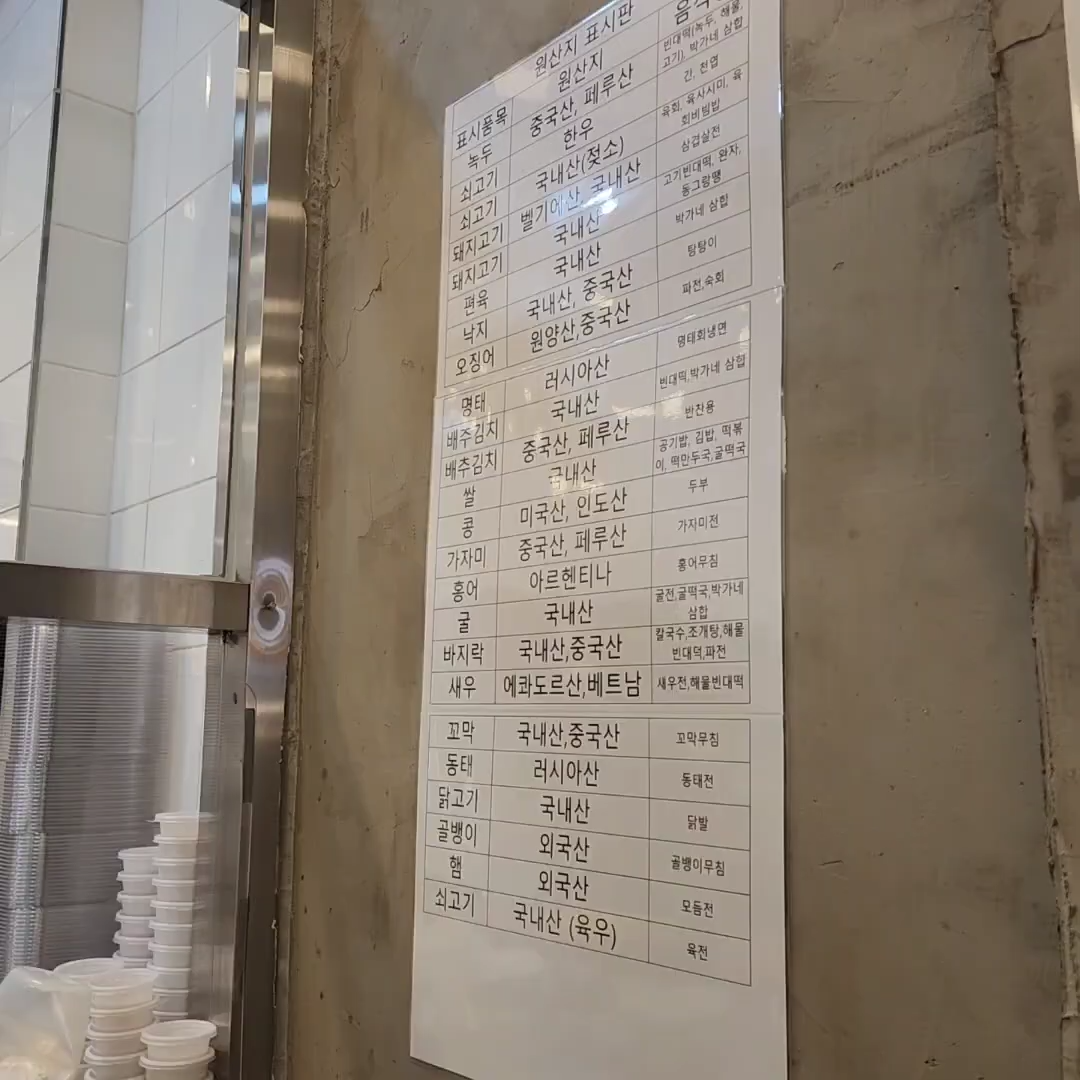 원산지 표시판
표시품목 원산지
녹두 중국산, 페루산 빈대떡(녹두, 해물,
고기), 박가네 삼합
쇠고기 한우 간, 천엽
쇠고기 국내산(젖소) 육회, 육사시미, 육
회비빔밥
돼지고기 벨기에산, 국내산 삼겹살전
돼지고기 국내산 고기빈대떡, 완자,
동그랑땡
편육 국내산 박가네 삼합
낙지 국내산, 중국산 탕탕이
오징어 원양산,중국산 파전,숙회
명태 러시아산 명태회냉면
배추김치 국내산 빈대떡,박가네 삼합
배추김치 중국산, 페루산 반찬용
쌀 국내산 공기밥, 김밥, 떡볶
이, 떡만두국,굴떡국
콩 미국산, 인도산 두부
가자미 중국산, 페루산 가자미전
홍어 아르헨티나 홍어무침
굴 국내산 굴전,굴떡국,박가네
삼합
바지락 국내산,중국산 칼국수,조개탕,해물
빈대덕,파전
새우 에콰도르산,베트남 새우전,해물빈대떡
꼬막 국내산,중국산 꼬막무침
동태 러시아산 동태전
닭고기 국내산 닭발
골뱅이 외국산 골뱅이무침
햄 외국산 모듬전
쇠고기 국내산 (육우) 육전